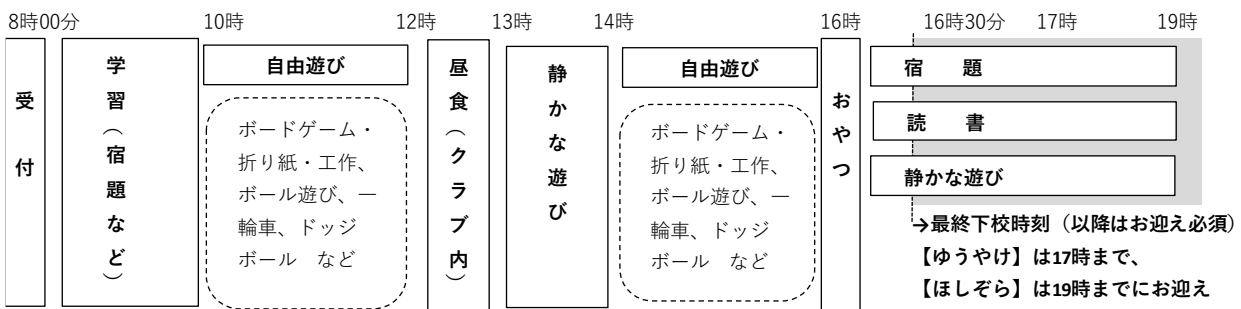 8時00分 10時 12時 13時 14時 16時 16時30分 17時 19時
受付
学習（宿題など）
自由遊び
ボードゲーム・
折り紙・工作、
ボール遊び、一
輪車、ドッジ
ボール　など
昼食（クラブ内）
静かな遊び
自由遊び
ボードゲーム・
折り紙・工作、
ボール遊び、一
輪車、ドッジ
ボール　など
おやつ
宿　題
読　書
静かな遊び
→最終下校時刻（以降はお迎え必須）
【ゆうやけ】は17時まで、
【ほしぞら】は19時までにお迎え